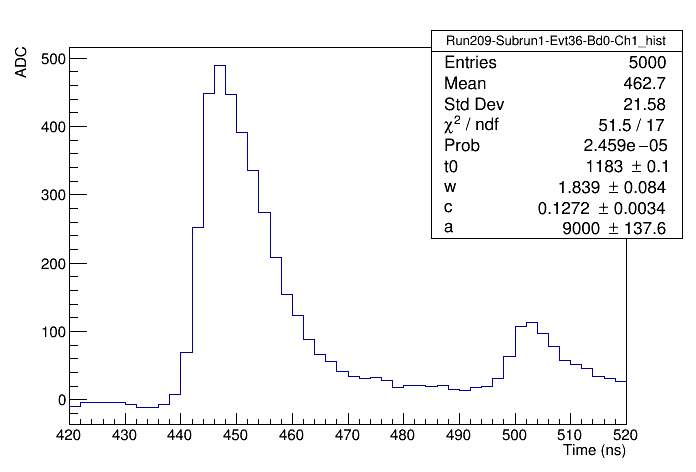 Run209-Subrun1-Evt36-Bd0-Ch1_hist
Entries 5000
Mean 462.7
Std Dev 21.58
χ² / ndf 51.5 / 17
Prob 2.459e−05
t0 1183 ± 0.1
w 1.839 ± 0.084
c 0.1272 ± 0.0034
a 9000 ± 137.6
ADC
500
400
300
200
100
0
420 430 440 450 460 470 480 490 500 510 520
Time (ns)